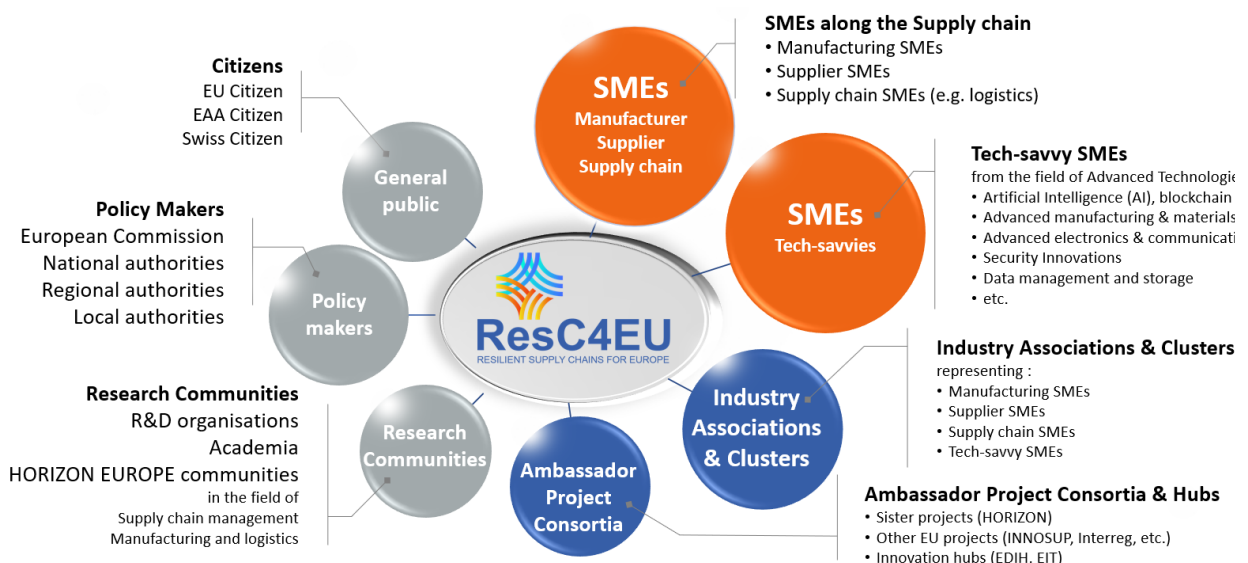 SMEs along the Supply chain
• Manufacturing SMEs
• Supplier SMEs
• Supply chain SMEs (e.g. logistics)
Citizens
EU Citizen
EAA Citizen
Swiss Citizen
SMEs
Manufacturer
Supplier
Supply chain
General
public
Tech-savvy SMEs
from the field of Advanced Technologie
• Artificial Intelligence (AI), blockchain
• Advanced manufacturing & materials
• Advanced electronics & communicati
• Security Innovations
• Data management and storage
• etc.
SMEs
Tech-savvies
Policy Makers
European Commission
National authorities
Regional authorities
Local authorities
Policy
makers
ResC4EU
RESILIENT SUPPLY CHAINS FOR EUROPE
Industry Associations & Clusters
representing :
• Manufacturing SMEs
• Supplier SMEs
• Supply chain SMEs
• Tech-savvy SMEs
Industry
Associations
& Clusters
Research Communities
R&D organisations
Academia
HORIZON EUROPE communities
in the field of
Supply chain management
Manufacturing and logistics
Research
Communities
Ambassador
Project
Consortia
Ambassador Project Consortia & Hubs
• Sister projects (HORIZON)
• Other EU projects (INNOSUP, Interreg, etc.)
• Innovation hubs (EDIH, EIT)